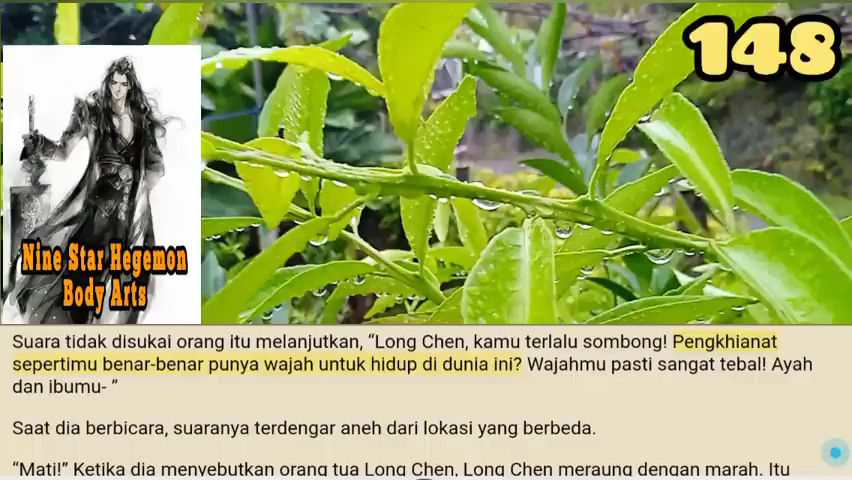 148
Nine Star Hegemon
Body Arts
Suara tidak disukai orang itu melanjutkan, “Long Chen, kamu terlalu sombong! Pengkhianat
sepertimu benar-benar punya wajah untuk hidup di dunia ini? Wajahmu pasti sangat tebal! Ayah
dan ibumu- ”
Saat dia berbicara, suaranya terdengar aneh dari lokasi yang berbeda.
“Mati!” Ketika dia menyebutkan orang tua Long Chen, Long Chen meraung dengan marah. Itu